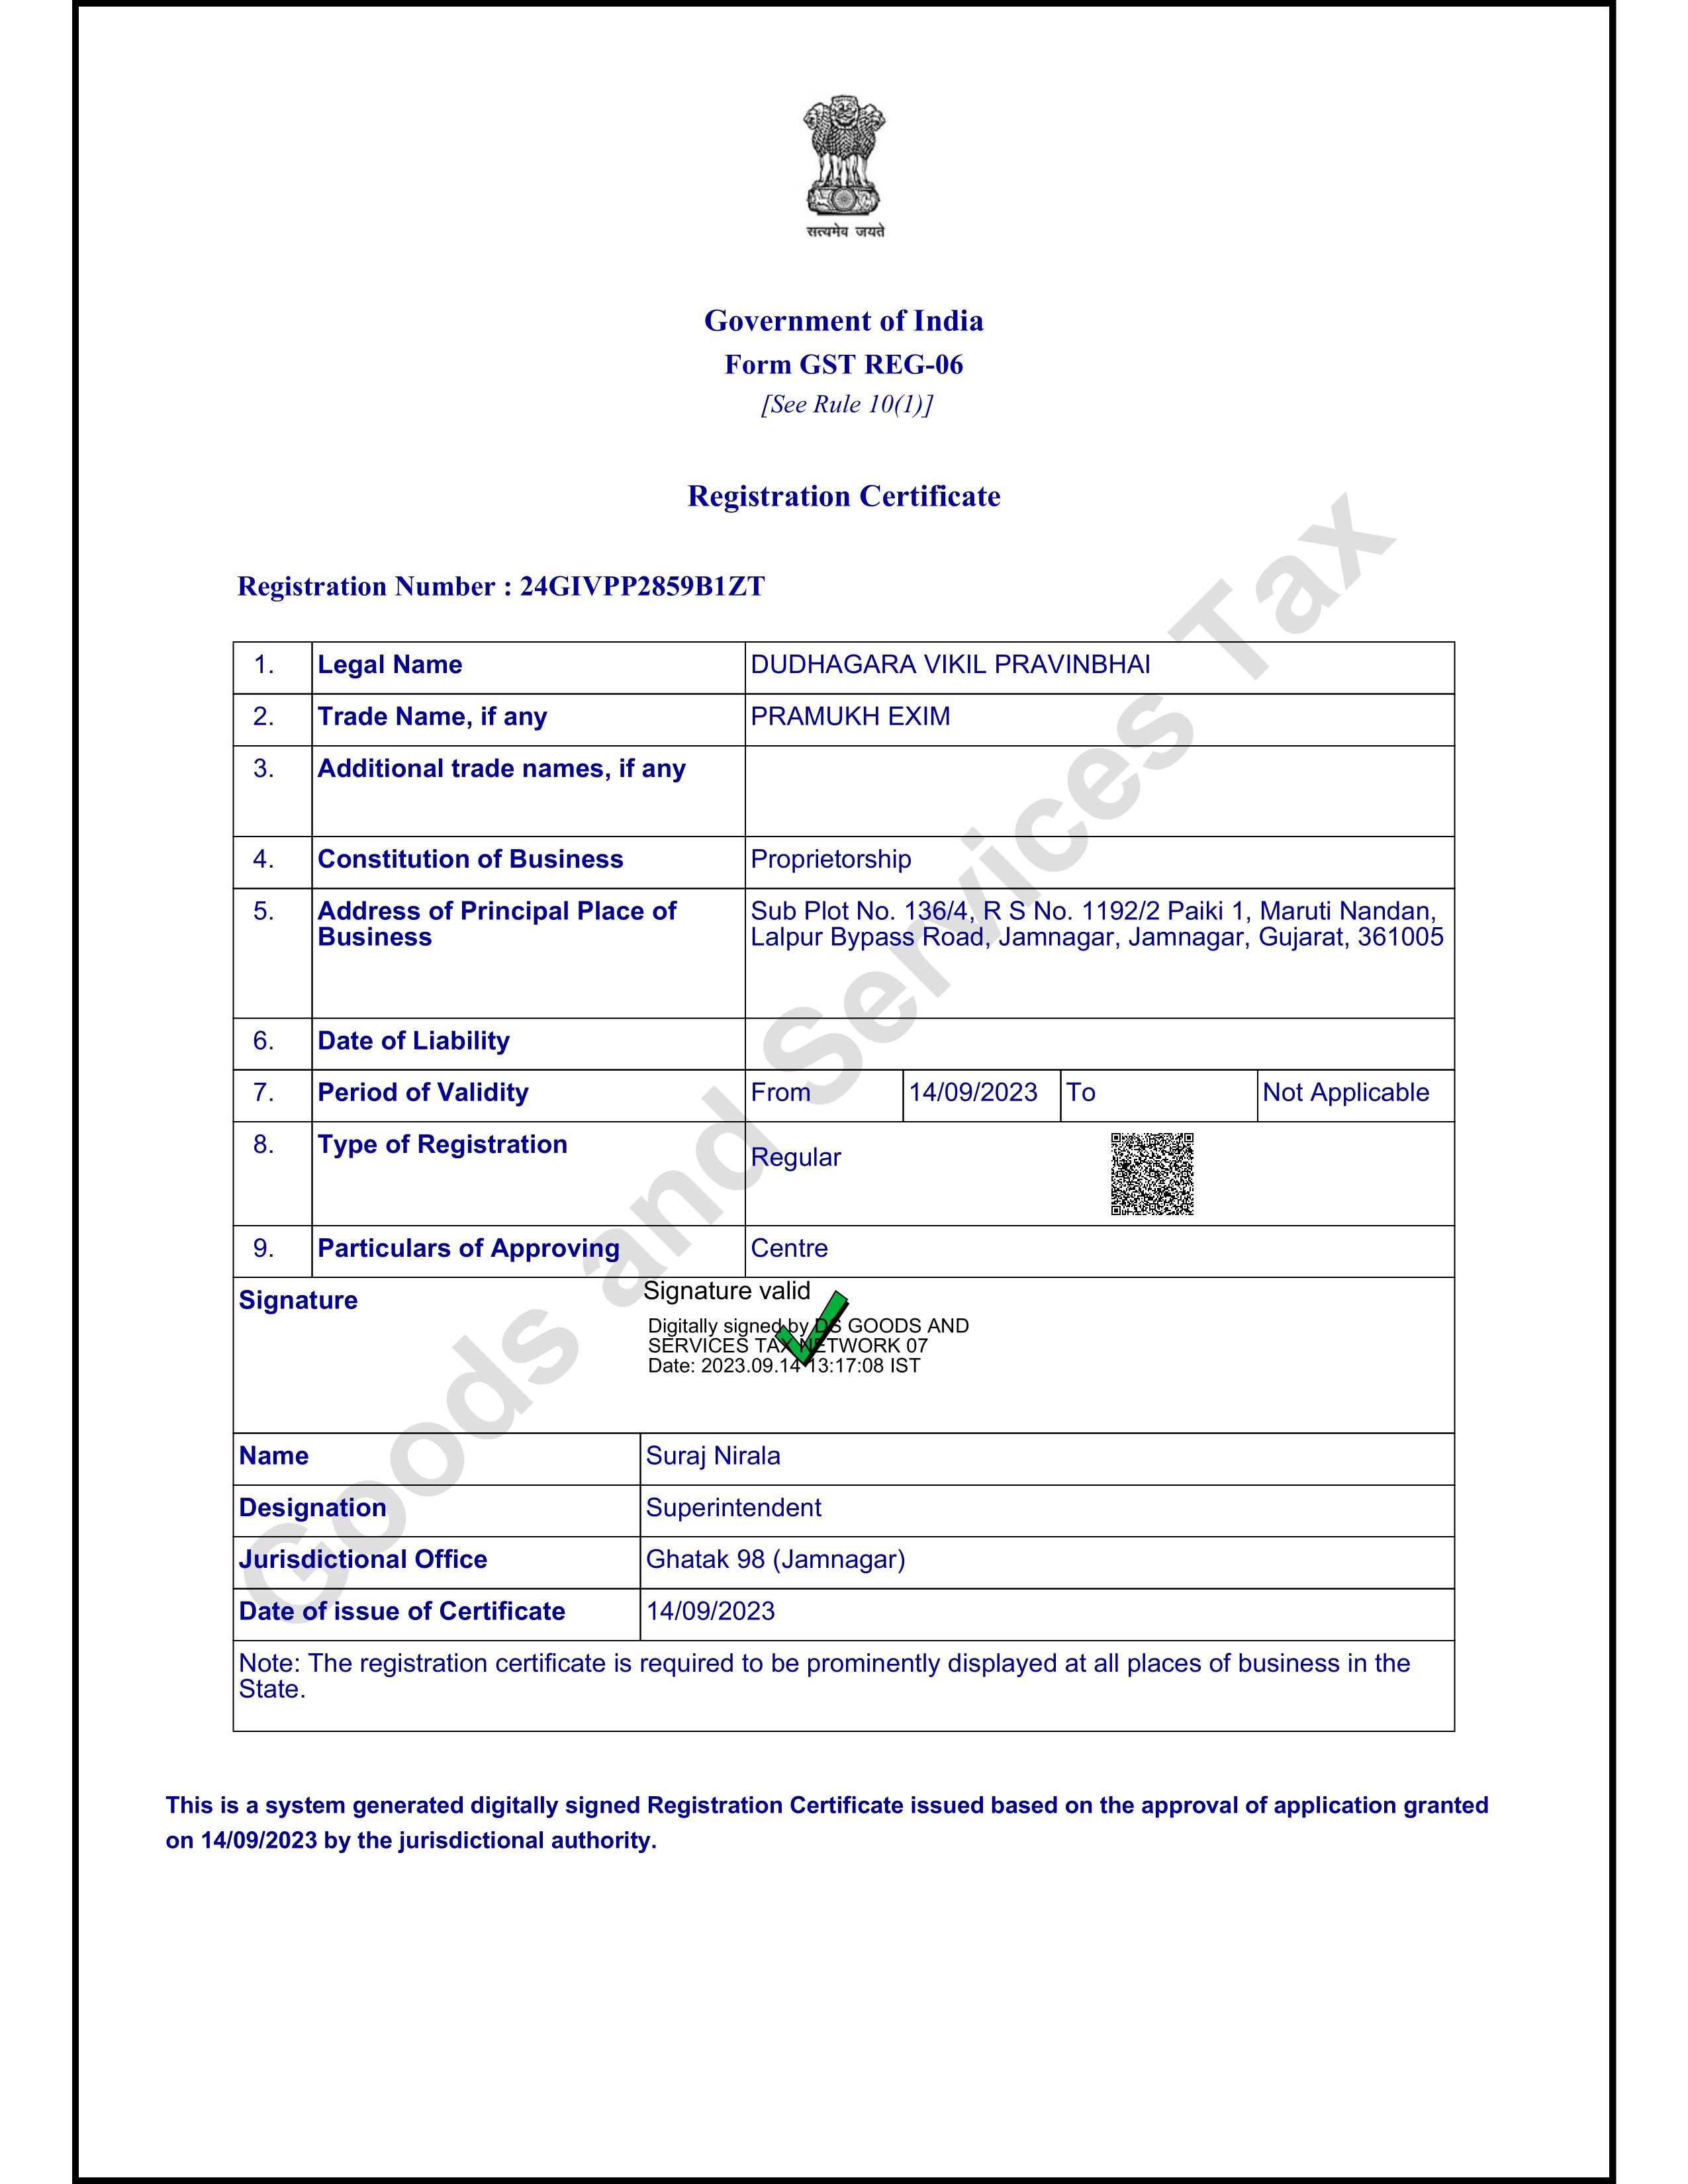 सत्यमेव जयते
Government of India
Form GST REG-06
[See Rule 10(1)]
Registration Certificate
Registration Number : 24GIVPP2859B1ZT
1. Legal Name DUDHAGARA VIKIL PRAVINBHAI
2. Trade Name, if any PRAMUKH EXIM
3. Additional trade names, if any
4. Constitution of Business Proprietorship
5. Address of Principal Place of Business Sub Plot No. 136/4, R S No. 1192/2 Paiki 1, Maruti Nandan,
Lalpur Bypass Road, Jamnagar, Jamnagar, Gujarat, 361005
6. Date of Liability
7. Period of Validity From 14/09/2023 To Not Applicable
8. Type of Registration Regular
9. Particulars of Approving Centre
Signature Signature valid
Digitally signed by DS GOODS AND
SERVICES TAX NETWORK 07
Date: 2023.09.14 13:17:08 IST
Name Suraj Nirala
Designation Superintendent
Jurisdictional Office Ghatak 98 (Jamnagar)
Date of issue of Certificate 14/09/2023
Note: The registration certificate is required to be prominently displayed at all places of business in the
State.
This is a system generated digitally signed Registration Certificate issued based on the approval of application granted
on 14/09/2023 by the jurisdictional authority.
Goods and Services Tax